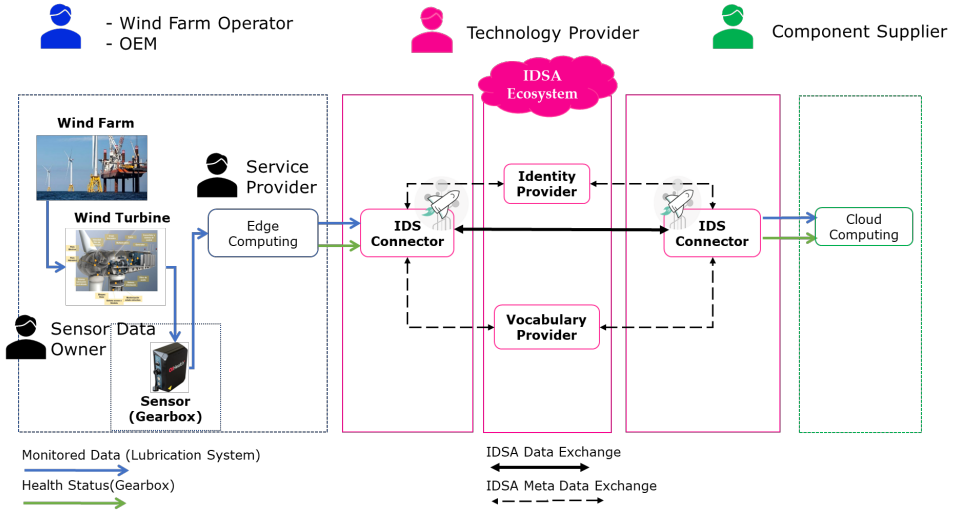 - Wind Farm Operator
- OEM
Technology Provider
Component Supplier
IDSA
Ecosystem
Wind Farm
Service
Provider
Identity
Provider
Wind Turbine
Edge
Computing
IDS
Connector
IDS
Connector
Cloud
Computing
Sensor Data
Owner
Vocabulary
Provider
Sensor
(Gearbox)
Monitored Data (Lubrication System)
IDSA Data Exchange
Health Status(Gearbox)
IDSA Meta Data Exchange